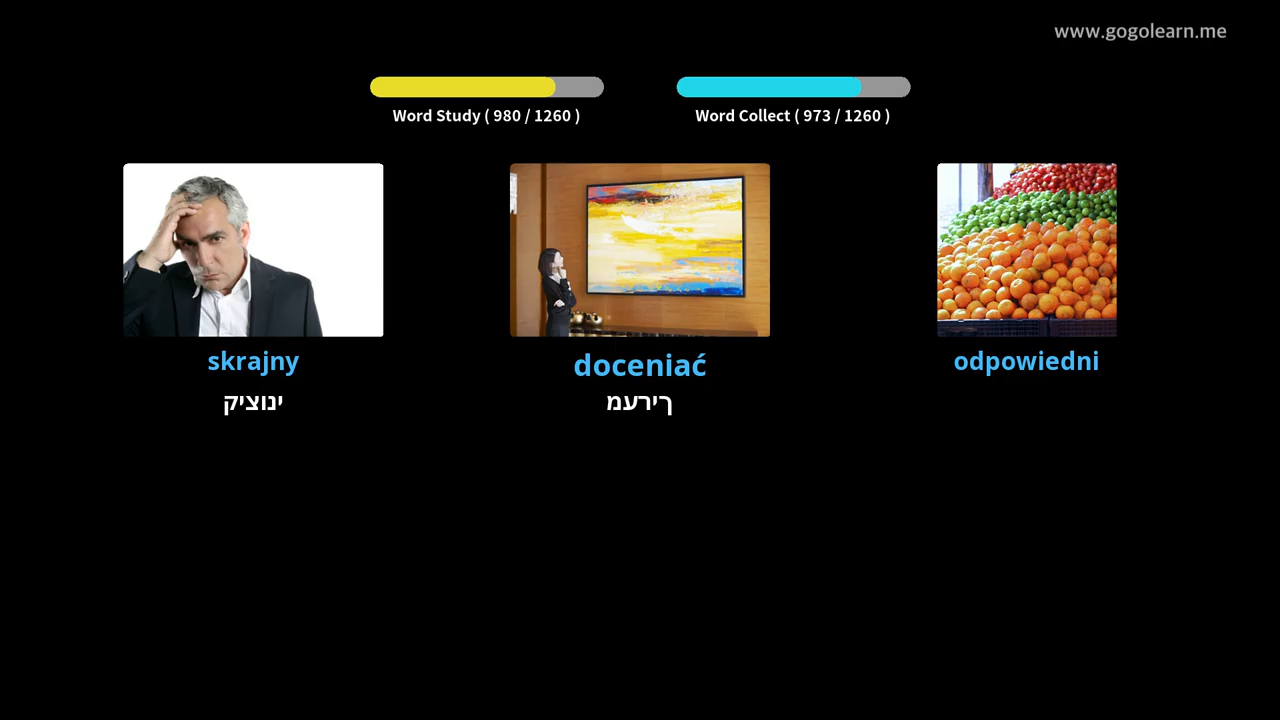 www.gogolearn.me
Word Study ( 980 / 1260 )
Word Collect ( 973 / 1260 )
skrajny
doceniać
odpowiedni
ינוציק
ךירעמ